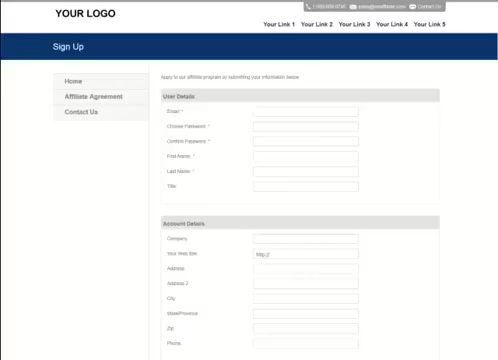 Contact Us
YOUR LOGO
Your Link 1 Your Link 2 Your Link 3 Your Link 4 Your Link 5
Sign Up
Home
Affiliate Agreement
Contact Us
Apply to our affiliate program by submitting your information below
User Details
Email: *
Choose Password: *
Confirm Password: *
First Name: *
Last Name: *
Title:
Account Details
Company
Your Web Site:
http://
Address
Address 2
City
State/Province
Zip
Phone